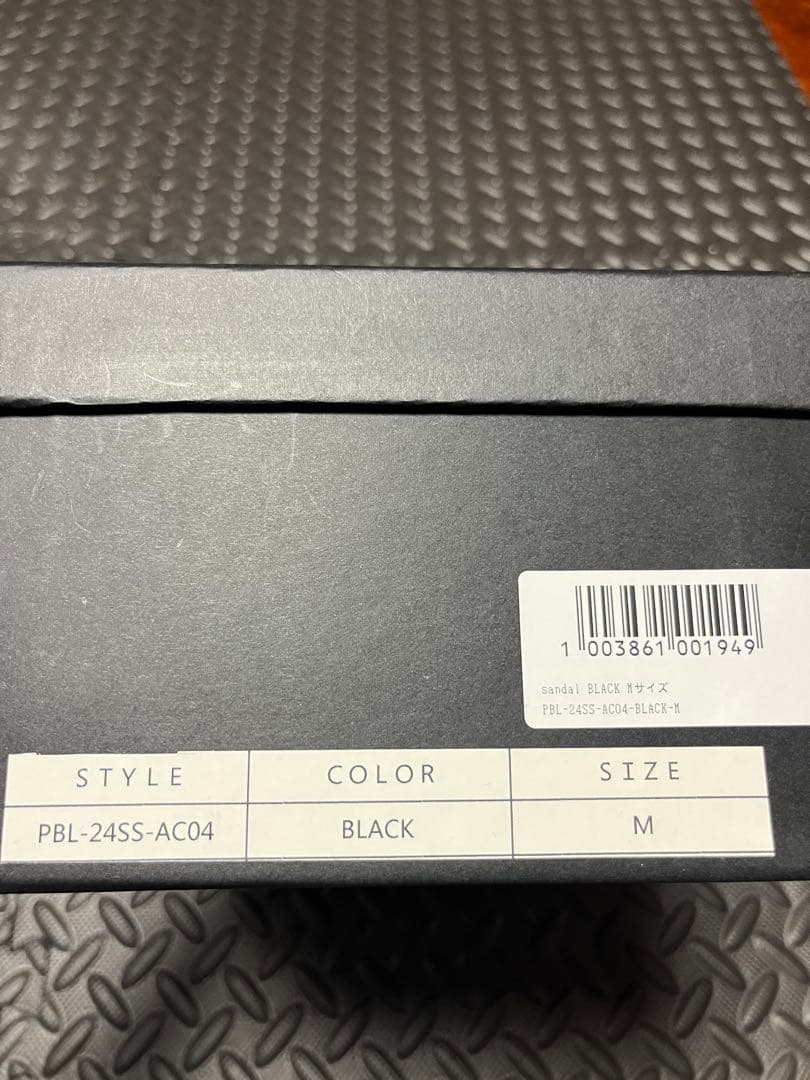 1 003861 001949
sandal BLACK Mサイズ
PBL-24SS-AC04-BLACK-M
STYLE COLOR SIZE
PBL-24SS-AC04 BLACK M